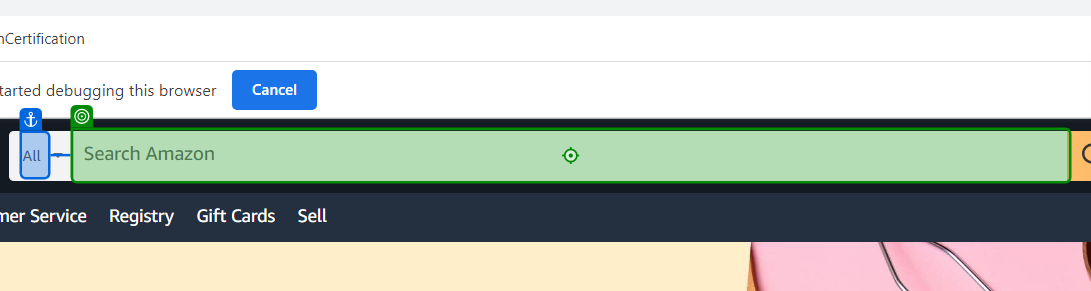 nCertification
tarted debugging this browser Cancel
All Search Amazon
mer Service Registry Gift Cards Sell